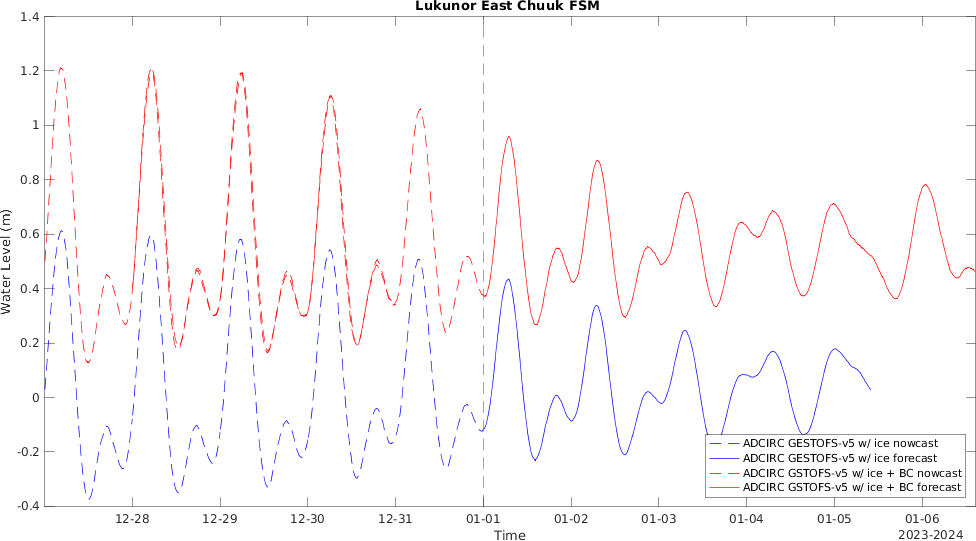 Lukunor East Chuuk FSM
1.4
1.2
1
0.8
0.6
0.4
0.2
0
-0.2
-0.4
Water Level (m)
12-28 12-29 12-30 12-31 01-01 01-02 01-03 01-04 01-05 01-06
Time
2023-2024
ADCIRC GESTOFS-v5 w/ ice nowcast
ADCIRC GESTOFS-v5 w/ ice forecast
ADCIRC GSTOFS-v5 w/ ice + BC nowcast
ADCIRC GSTOFS-v5 w/ ice + BC forecast